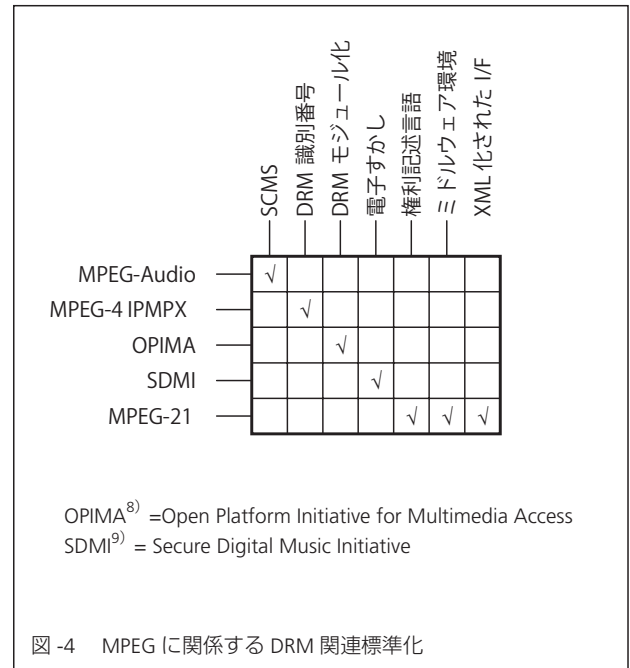 SCMS
DRM 識別番号
DRM モジュール化
電子すかし
権利記述言語
ミドルウェア環境
XML 化された I/F
MPEG-Audio √
MPEG-4 IPMPX √
OPIMA √
SDMI √
MPEG-21 √ √ √
OPIMA8) =Open Platform Initiative for Multimedia Access
SDMI9) = Secure Digital Music Initiative
図 -4 MPEG に関係する DRM 関連標準化